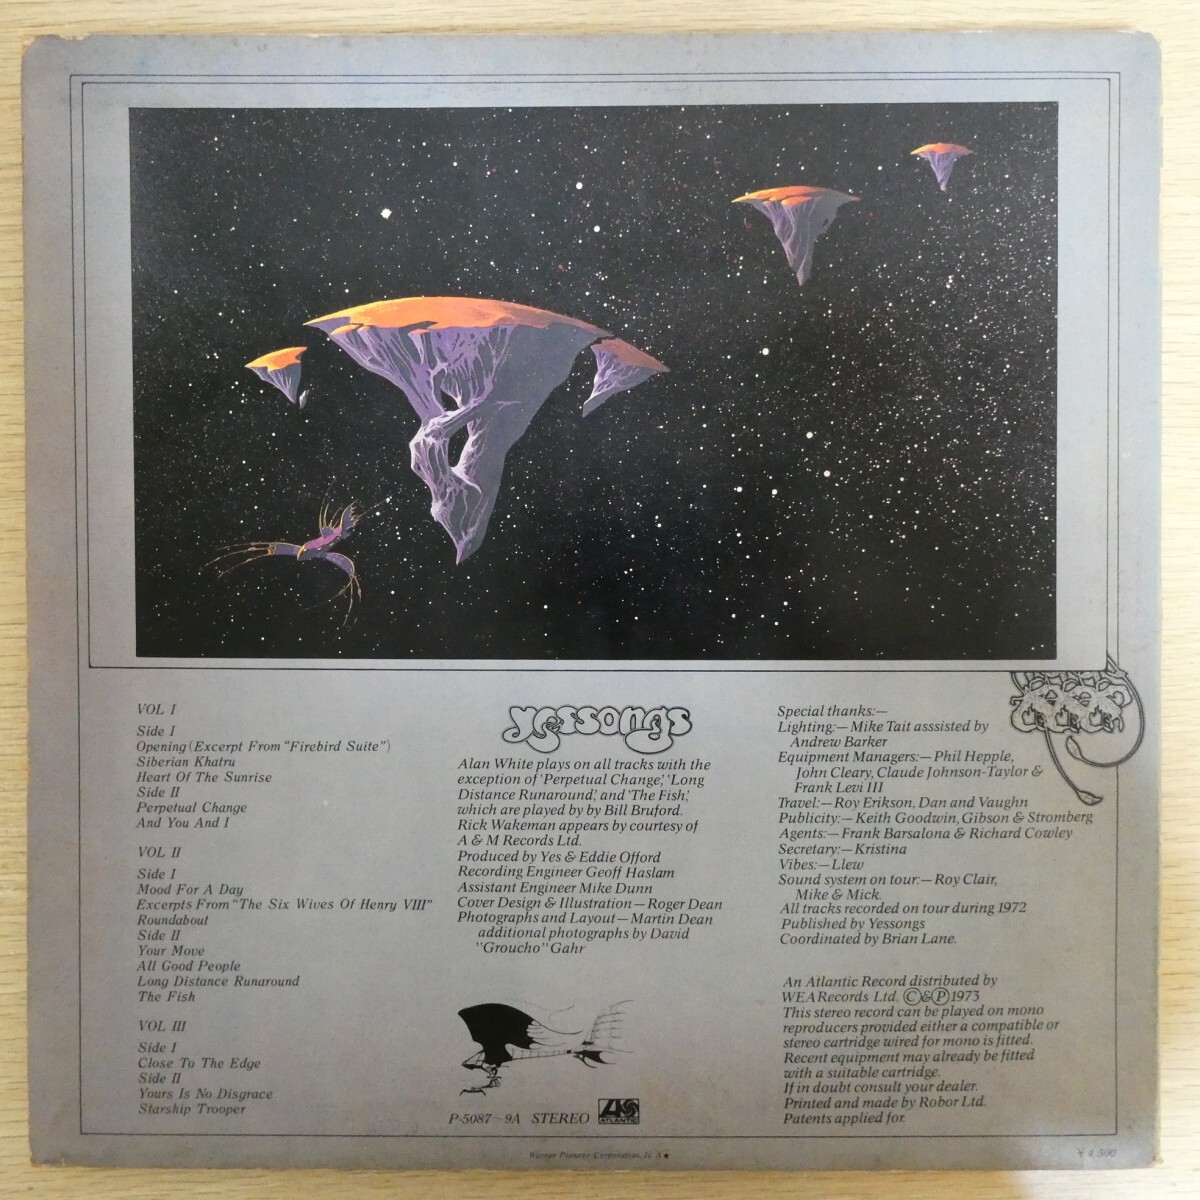 VOL I
Side I
Opening (Excerpt From "Firebird Suite")
Siberian Khatru
Heart Of The Sunrise
Side II
Perpetual Change
And You And I
VOL II
Side I
Mood For A Day
Excerpts From "The Six Wives Of Henry VIII"
Roundabout
Side II
Your Move
All Good People
Long Distance Runaround
The Fish
VOL III
Side I
Close To The Edge
Side II
Yours Is No Disgrace
Starship Trooper
yessongs
Alan White plays on all tracks with the
exception of 'Perpetual Change,' 'Long
Distance Runaround,' and 'The Fish,'
which are played by by Bill Bruford.
Rick Wakeman appears by courtesy of
A & M Records Ltd.
Produced by Yes & Eddie Offord
Recording Engineer Geoff Haslam
Assistant Engineer Mike Dunn
Cover Design & Illustration—Roger Dean
Photographs and Layout—Martin Dean
additional photographs by David
"Groucho" Gahr
P-5087~9A STEREO
ATLANTIC
Special thanks:—
Lighting:—Mike Tait asssisted by
Andrew Barker
Equipment Managers:—Phil Hepple,
John Cleary, Claude Johnson-Taylor &
Frank Levi III
Travel:—Roy Erikson, Dan and Vaughn
Publicity:—Keith Goodwin, Gibson & Stromberg
Agents:—Frank Barsalona & Richard Cowley
Secretary:—Kristina
Vibes:—Llew
Sound system on tour:—Roy Clair,
Mike & Mick.
All tracks recorded on tour during 1972
Published by Yessongs
Coordinated by Brian Lane.
An Atlantic Record distributed by
WEA Records Ltd. Ⓒ&Ⓟ 1973
This stereo record can be played on mono
reproducers provided either a compatible or
stereo cartridge wired for mono is fitted.
Recent equipment may already be fitted
with a suitable cartridge.
If in doubt consult your dealer.
Printed and made by Robor Ltd.
Patents applied for.
Warner Pioneer Corporation,
¥4,500